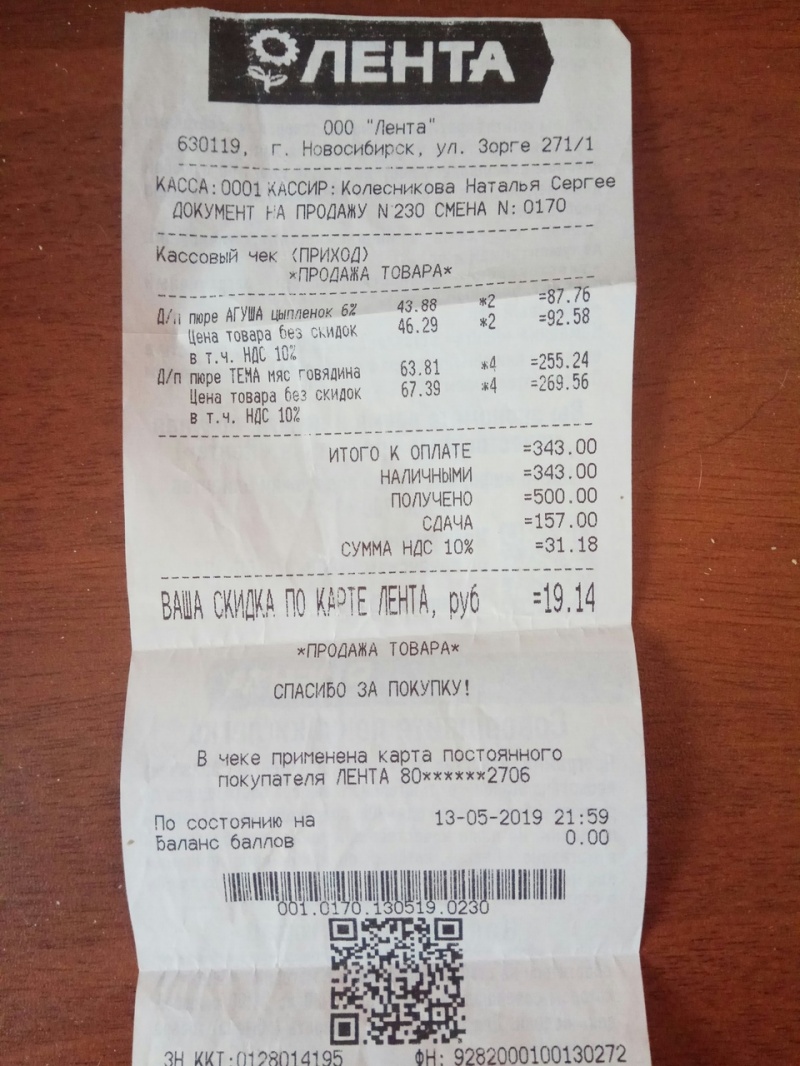 ЛЕНТА
ООО "Лента"
630119, г. Новосибирск, ул. Зорге 271/1
КАССА:0001 КАССИР:Колесникова Наталья Сергее
ДОКУМЕНТ НА ПРОДАЖУ N230 СМЕНА N:0170
Кассовый чек (ПРИХОД)
*ПРОДАЖА ТОВАРА*
Д/п пюре АГУША цыпленок 6% 43.88 *2 =87.76
Цена товара без скидок 46.29 *2 =92.58
в т.ч. НДС 10%
Д/п пюре ТЕМА мяс говядина 63.81 *4 =255.24
Цена товара без скидок 67.39 *4 =269.56
в т.ч. НДС 10%
ИТОГО К ОПЛАТЕ =343.00
НАЛИЧНЫМИ =343.00
ПОЛУЧЕНО =500.00
СДАЧА =157.00
СУММА НДС 10% =31.18
ВАША СКИДКА ПО КАРТЕ ЛЕНТА, руб =19.14
*ПРОДАЖА ТОВАРА*
СПАСИБО ЗА ПОКУПКУ!
В чеке применена карта постоянного
покупателя ЛЕНТА 80******2706
По состоянию на 13-05-2019 21:59
Баланс баллов 0.00
001.0170.130519.0230
ЗН ККТ:0128014195 ФН: 9282000100130272